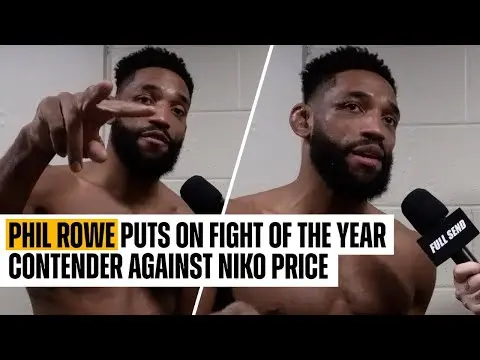 PHIL ROWE PUTS ON FIGHT OF THE YEAR
CONTENDER AGAINST NIKO PRICE
FULL SEND